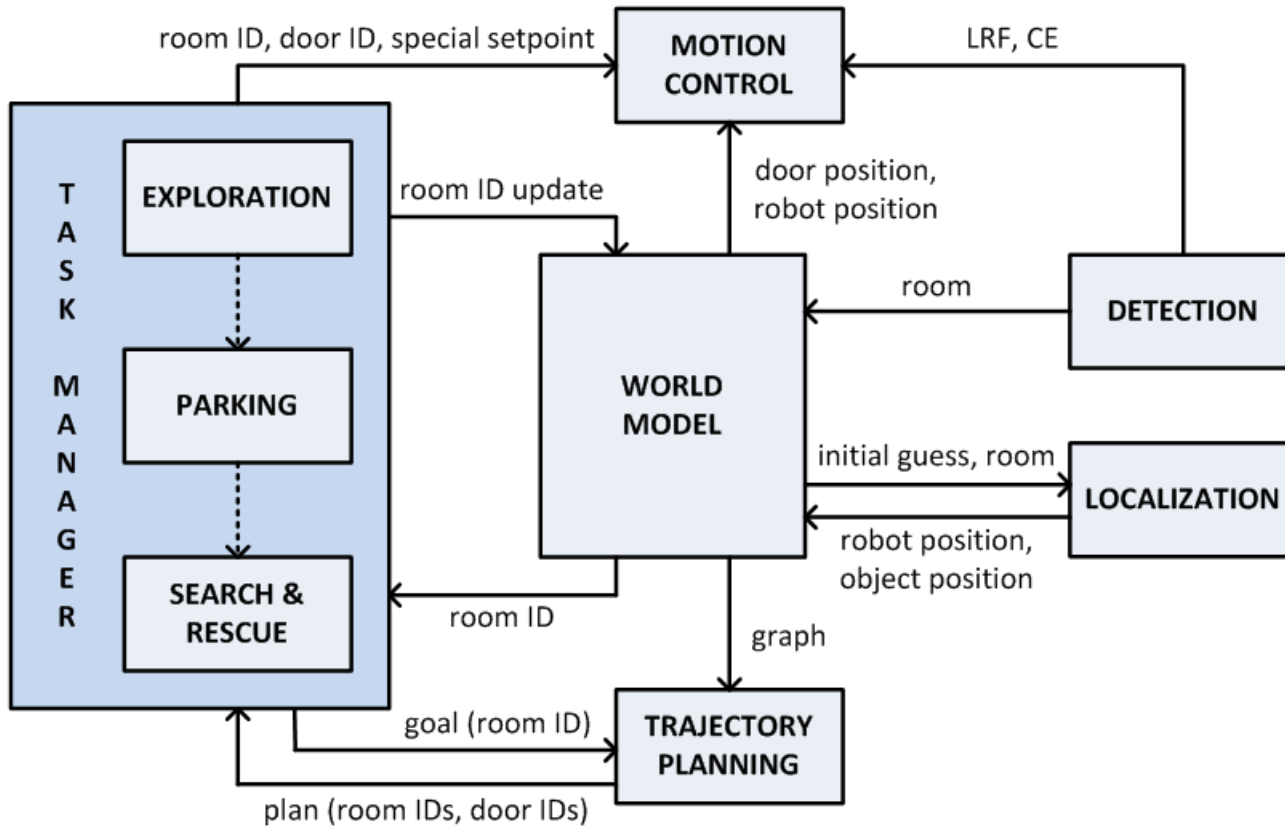 room ID, door ID, special setpoint
MOTION
CONTROL
LRF, CE
TASK MANAGER
EXPLORATION
room ID update
door position,
robot position
room
DETECTION
PARKING
WORLD
MODEL
initial guess, room
LOCALIZATION
robot position,
object position
SEARCH &
RESCUE
room ID
graph
goal (room ID)
TRAJECTORY
PLANNING
plan (room IDs, door IDs)